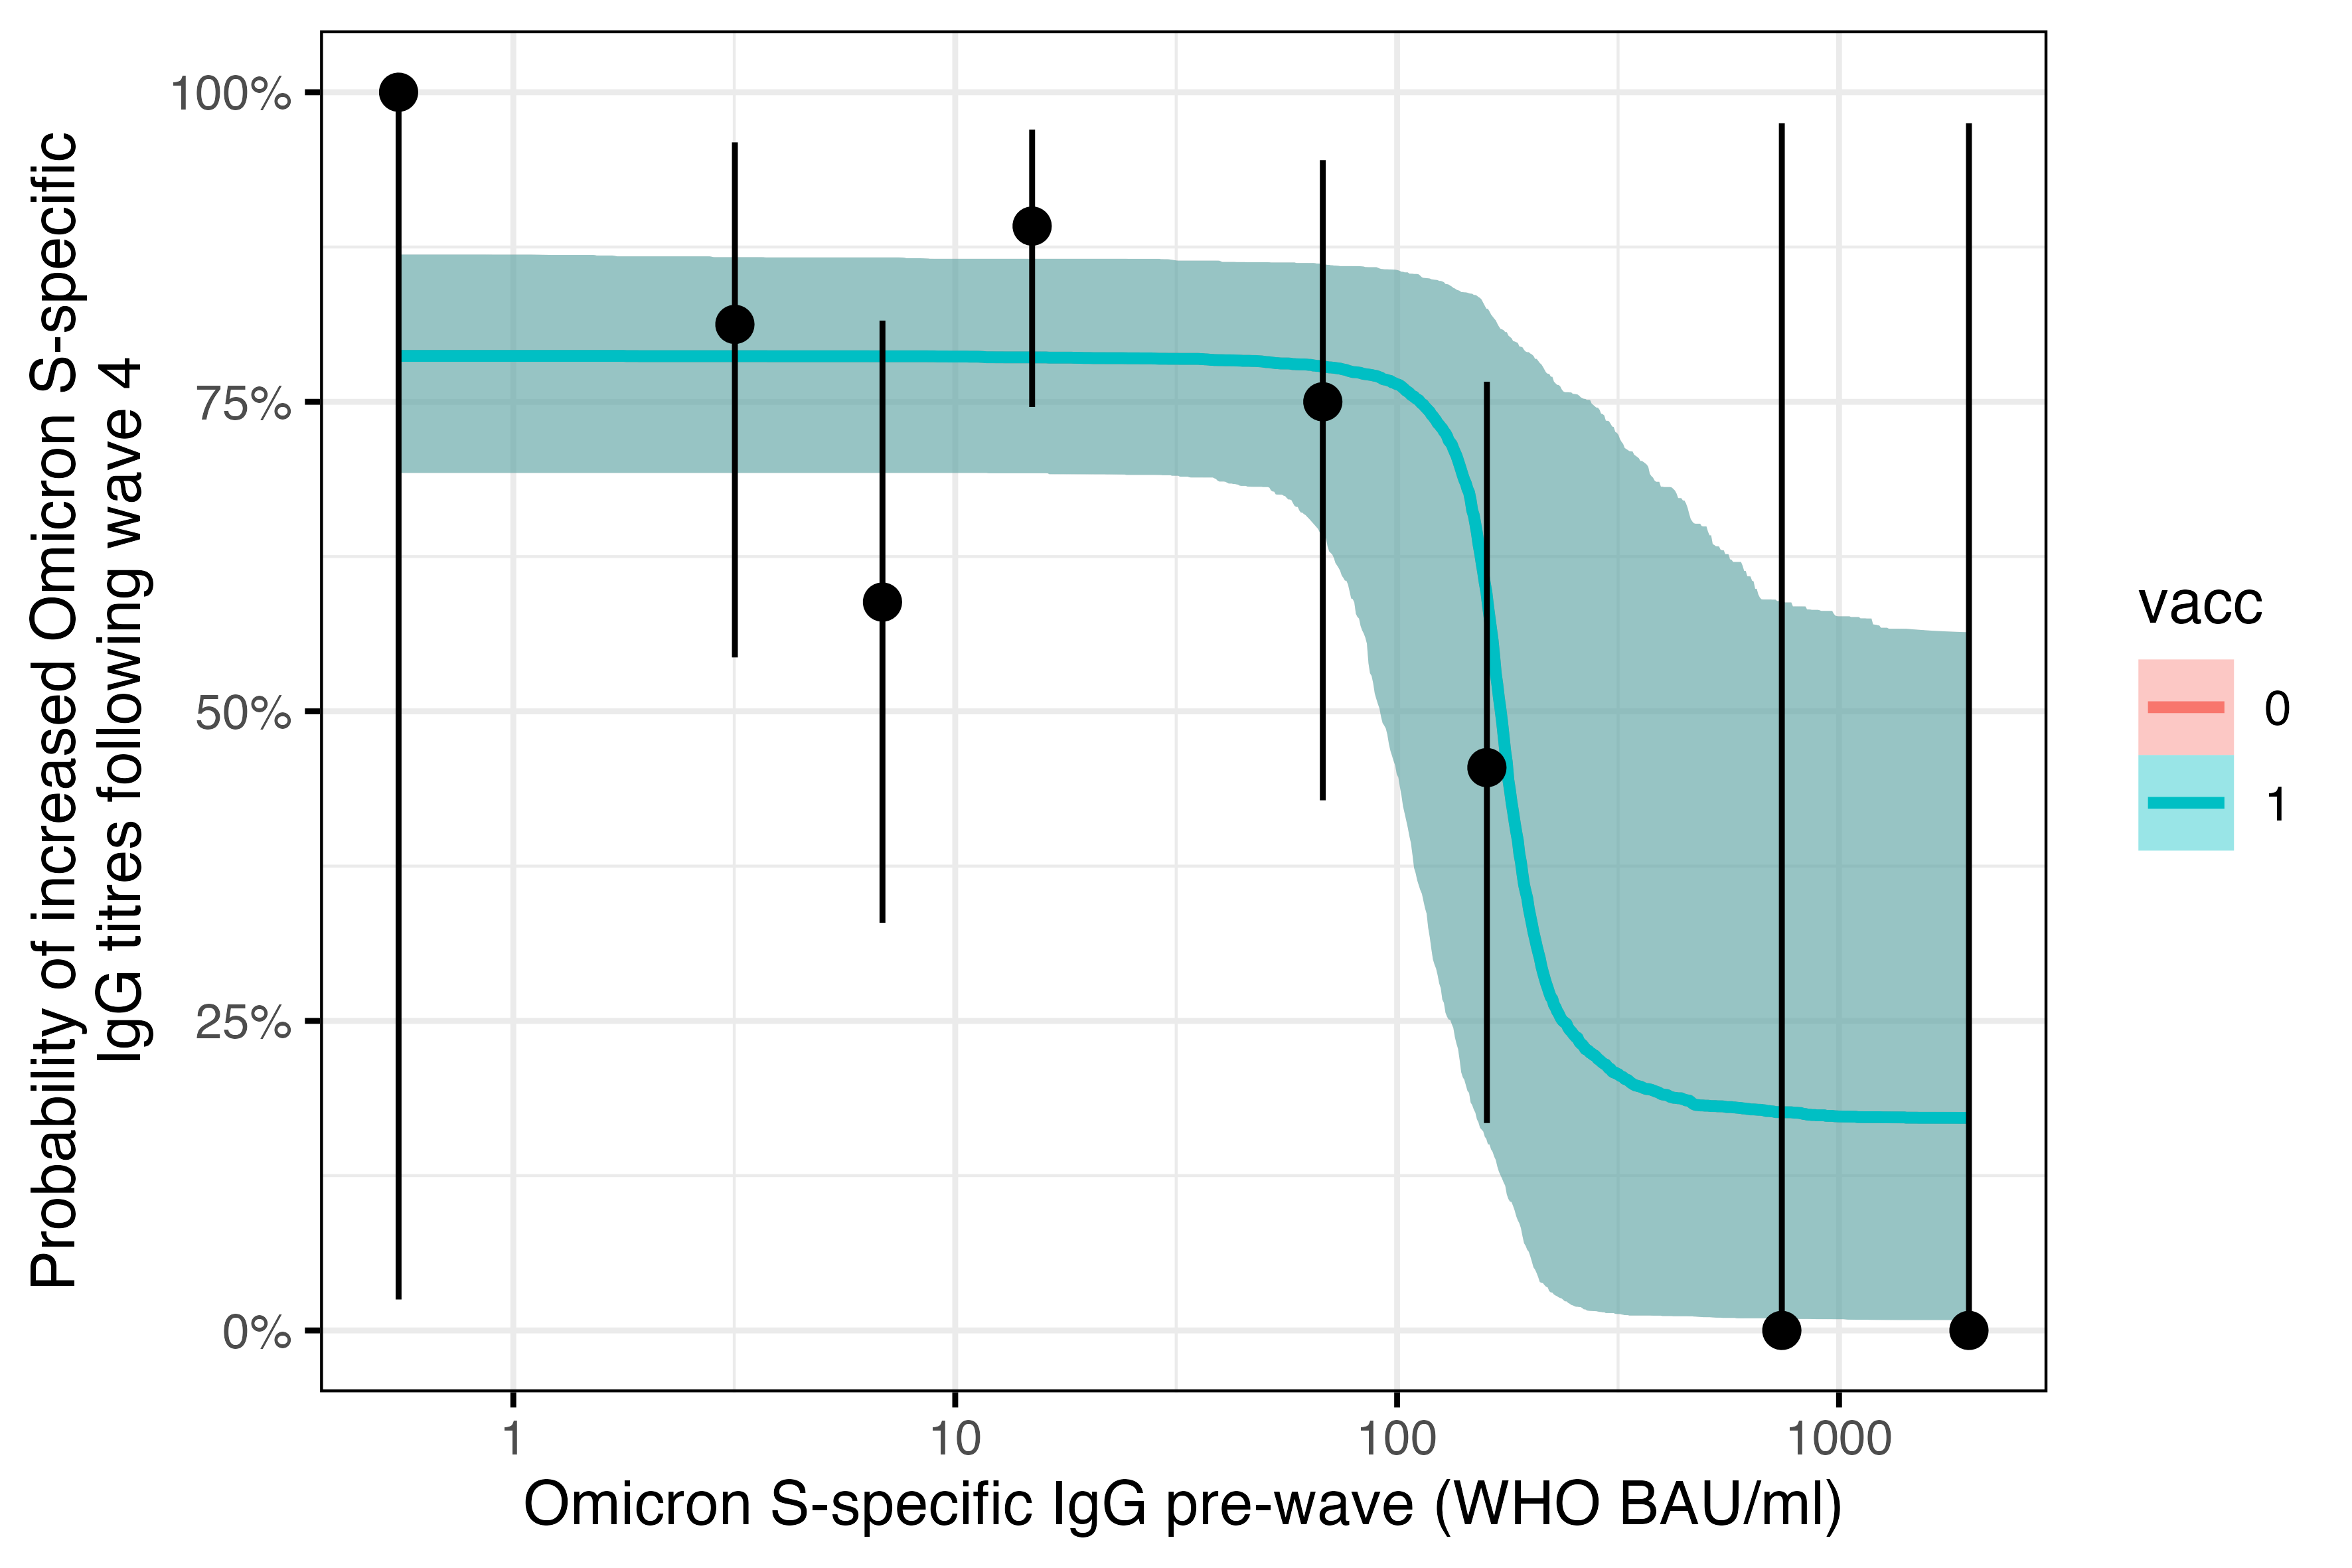 Probability of increased Omicron S-specific
IgG titres following wave 4
100%
75%
50%
25%
0%
1
10
100
1000
Omicron S-specific IgG pre-wave (WHO BAU/ml)
vacc
0
1